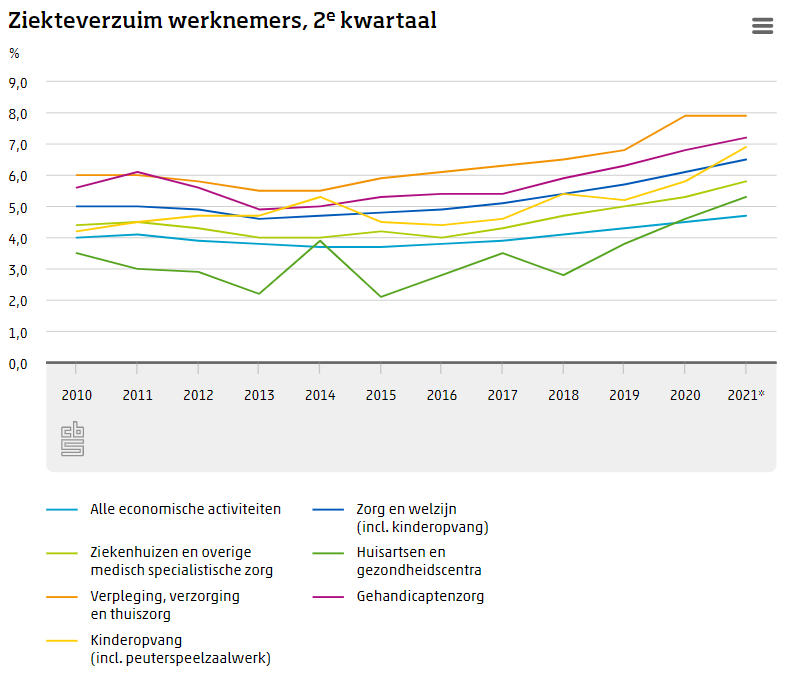 Ziekteverzuim werknemers, 2e kwartaal
%
9,0
8,0
7,0
6,0
5,0
4,0
3,0
2,0
1,0
0,0
2010 2011 2012 2013 2014 2015 2016 2017 2018 2019 2020 2021*
cbs
Alle economische activiteiten
Zorg en welzijn
(incl. kinderopvang)
Ziekenhuizen en overige
medisch specialistische zorg
Huisartsen en
gezondheidscentra
Verpleging, verzorging
en thuiszorg
Gehandicaptenzorg
Kinderopvang
(incl. peuterspeelzaalwerk)